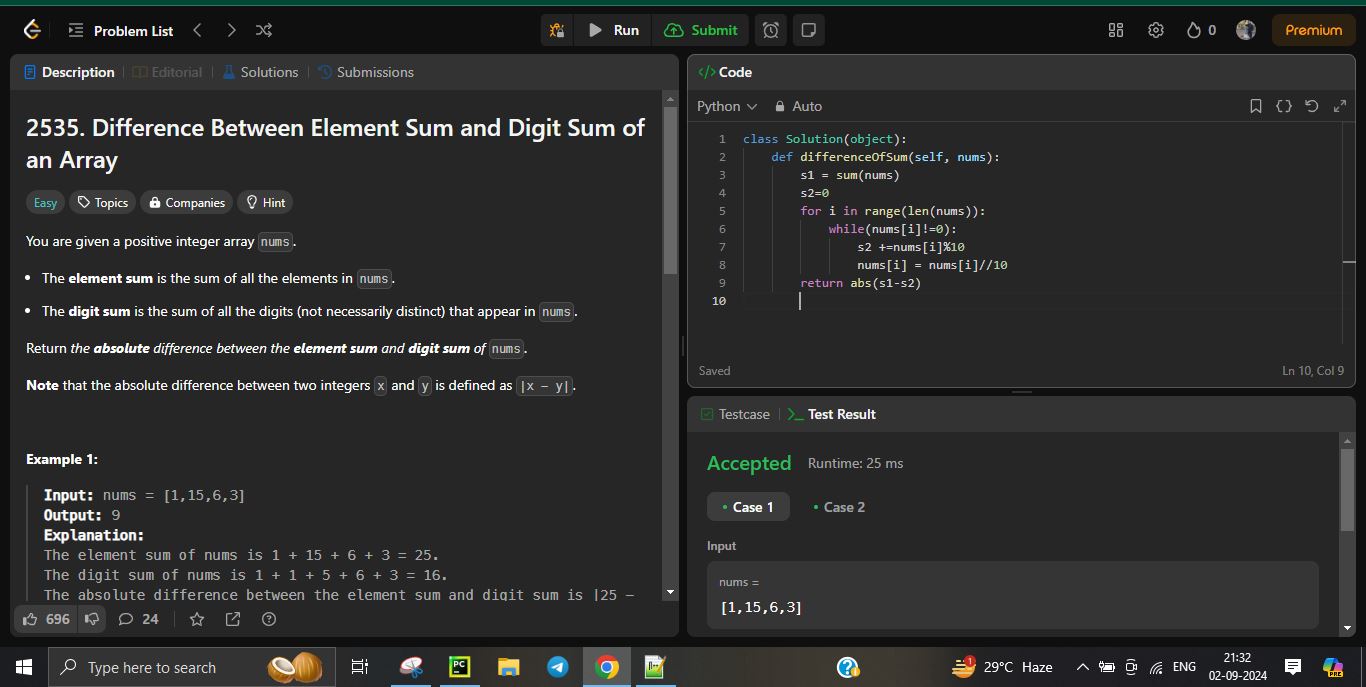 Problem List
Run
Submit
0
Premium
Description
Editorial
Solutions
Submissions
2535. Difference Between Element Sum and Digit Sum of
an Array
Easy
Topics
Companies
Hint
You are given a positive integer array nums.
• The element sum is the sum of all the elements in nums.
• The digit sum is the sum of all the digits (not necessarily distinct) that appear in nums.
Return the absolute difference between the element sum and digit sum of nums.
Note that the absolute difference between two integers x and y is defined as |x - y|.
Example 1:
Input: nums = [1,15,6,3]
Output: 9
Explanation:
The element sum of nums is 1 + 15 + 6 + 3 = 25.
The digit sum of nums is 1 + 1 + 5 + 6 + 3 = 16.
The absolute difference between the element sum and digit sum is |25 -
696
24
</> Code
Python
Auto
1 class Solution(object):
2 def differenceOfSum(self, nums):
3 s1 = sum(nums)
4 s2=0
5 for i in range(len(nums)):
6 while(nums[i]!=0):
7 s2 +=nums[i]%10
8 nums[i] = nums[i]//10
9 return abs(s1-s2)
10
Saved
Ln 10, Col 9
Testcase
Test Result
Accepted
Runtime: 25 ms
• Case 1
• Case 2
Input
nums =
[1,15,6,3]
Type here to search
PC
1
29°C Haze
ENG
21:32
02-09-2024
PRE